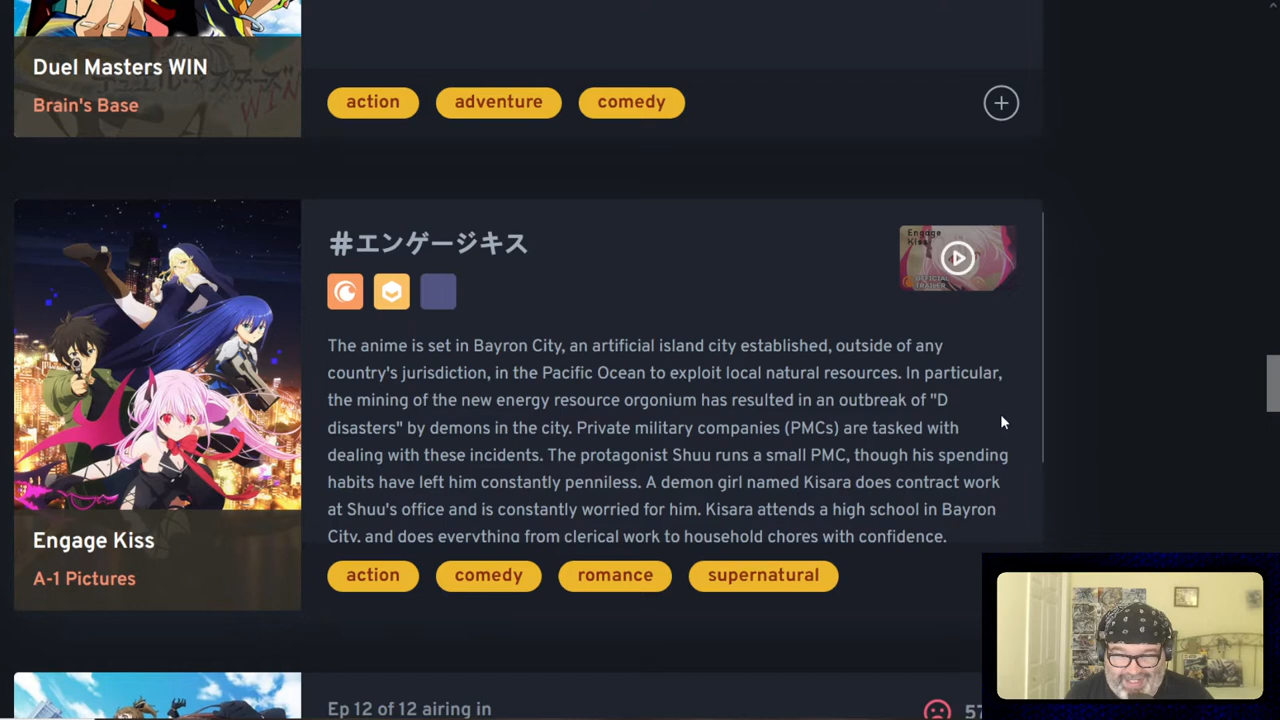 Duel Masters WIN
Brain's Base
action
adventure
comedy
#エンゲージキス
Engage
Kiss
OFFICIAL
TRAILER
The anime is set in Bayron City, an artificial island city established, outside of any
country's jurisdiction, in the Pacific Ocean to exploit local natural resources. In particular,
the mining of the new energy resource orgonium has resulted in an outbreak of "D
disasters" by demons in the city. Private military companies (PMCs) are tasked with
dealing with these incidents. The protagonist Shuu runs a small PMC, though his spending
habits have left him constantly penniless. A demon girl named Kisara does contract work
at Shuu's office and is constantly worried for him. Kisara attends a high school in Bayron
City, and does everything from clerical work to household chores with confidence.
Engage Kiss
A-1 Pictures
action
comedy
romance
supernatural
Ep 12 of 12 airing in